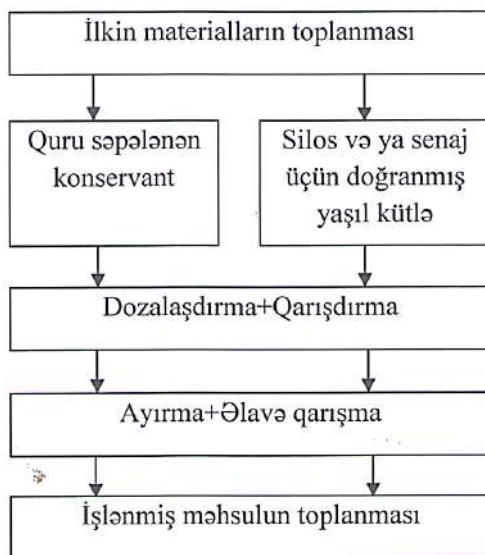 İlkin materialların toplanması
Quru səpələnən
konservant
Silos və ya senaj
üçün doğranmış
yaşıl kütlə
Dozalaşdırma+Qarışdırma
Ayırma+Əlavə qarışma
İşlənmiş məhsulun toplanması